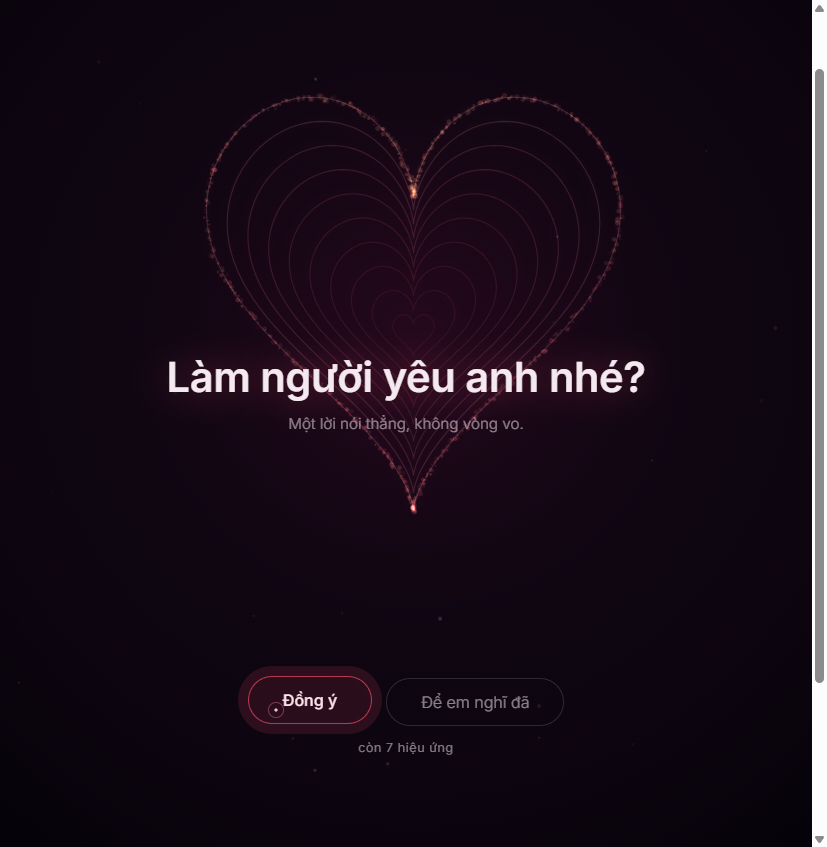 Làm người yêu anh nhé?
Một lời nói thẳng, không vòng vo.
Đồng ý
Để em nghĩ đã
còn 7 hiệu ứng